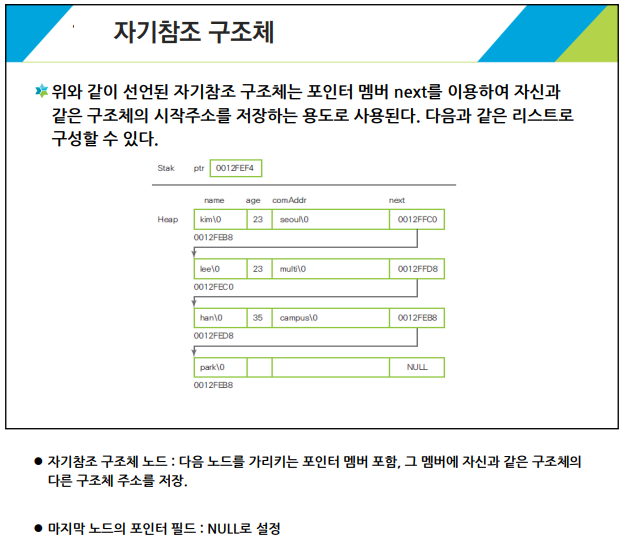 자기참조 구조체
위와 같이 선언된 자기참조 구조체는 포인터 멤버 next를 이용하여 자신과
같은 구조체의 시작주소를 저장하는 용도로 사용된다. 다음과 같은 리스트로
구성할 수 있다.
Stak ptr 0012FEF4
name age comAddr next
Heap kim\0 23 seoul\0 0012FFC0
0012FEB8
lee\0 23 multi\0 0012FFD8
0012FEC0
han\0 35 campus\0 0012FEB8
0012FED8
park\0 NULL
0012FEB8
● 자기참조 구조체 노드 : 다음 노드를 가리키는 포인터 멤버 포함, 그 멤버에 자신과 같은 구조체의
다른 구조체 주소를 저장.
● 마지막 노드의 포인터 필드 : NULL로 설정